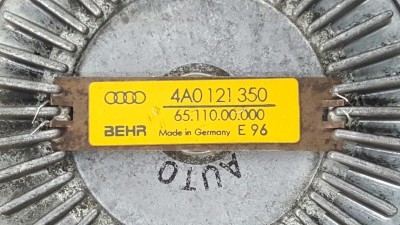 4A0 121 350
65.110.00.000
BEHR Made in Germany E 96
AUTO